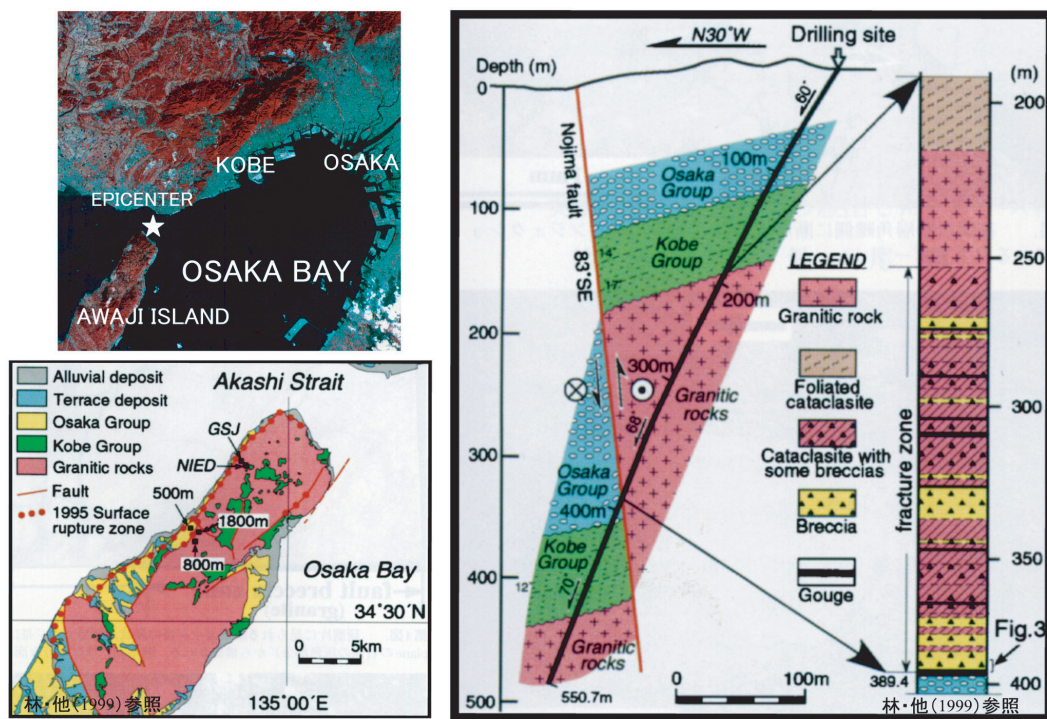 KOBE
OSAKA
EPICENTER
OSAKA BAY
AWAJI ISLAND
Alluvial deposit
Terrace deposit
Osaka Group
Kobe Group
Granitic rocks
Fault
1995 Surface
rupture zone
Akashi Strait
GSJ
NIED
500m
1800m
800m
Osaka Bay
34°30′N
0 5km
135°00′E
林・他(1999)参照
N30°W
Drilling site
Depth (m)
0
100
200
300
400
500
Nojima fault
83°SE
60°
100m
Osaka
Group
Kobe
Group
14°
17°
200m
300m
Granitic
rocks
68°
Osaka
Group
400m
Kobe
Group
12°
70°
Granitic
rocks
550.7m
0 100m
LEGEND
Granitic rock
Foliated
cataclasite
Cataclasite with
some breccias
Breccia
Gouge
(m)
200
250
300
350
400
fracture zone
Fig.3
389.4
林・他(1999)参照